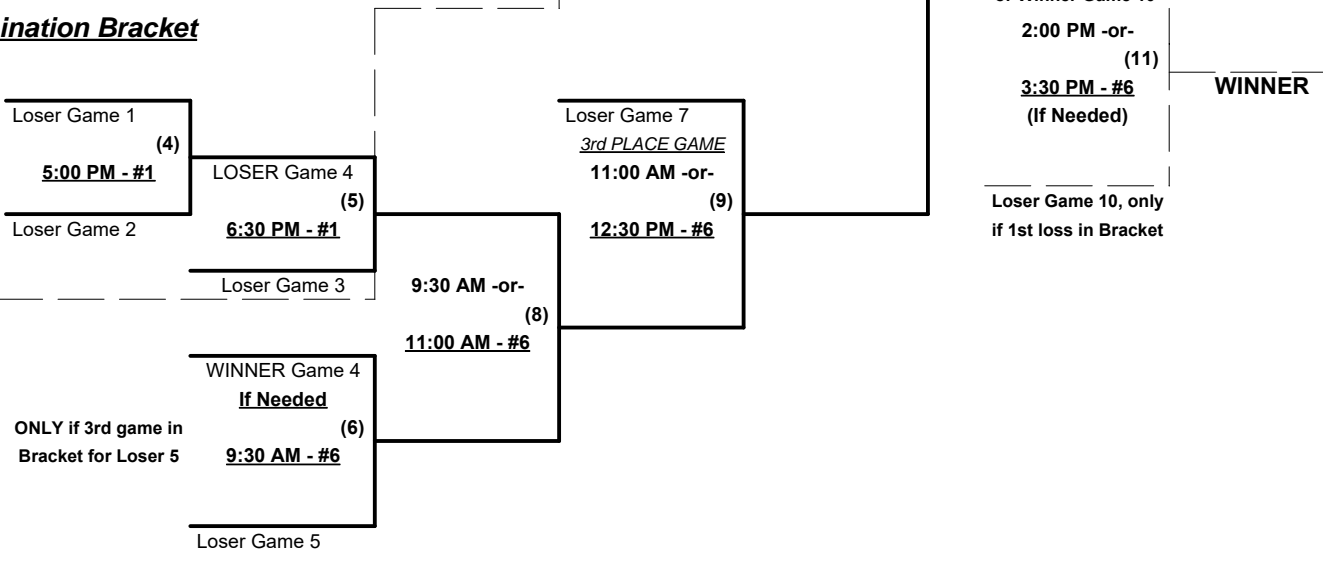 ination Bracket
2:00 PM -or-
(11)
3:30 PM - #6
(If Needed)
WINNER
Loser Game 10, only
if 1st loss in Bracket
Loser Game 1
(4)
5:00 PM - #1
Loser Game 2
LOSER Game 4
(5)
6:30 PM - #1
Loser Game 3
Loser Game 7
3rd PLACE GAME
11:00 AM -or-
(9)
12:30 PM - #6
9:30 AM -or-
(8)
11:00 AM - #6
WINNER Game 4
If Needed
(6)
9:30 AM - #6
Loser Game 5
ONLY if 3rd game in
Bracket for Loser 5